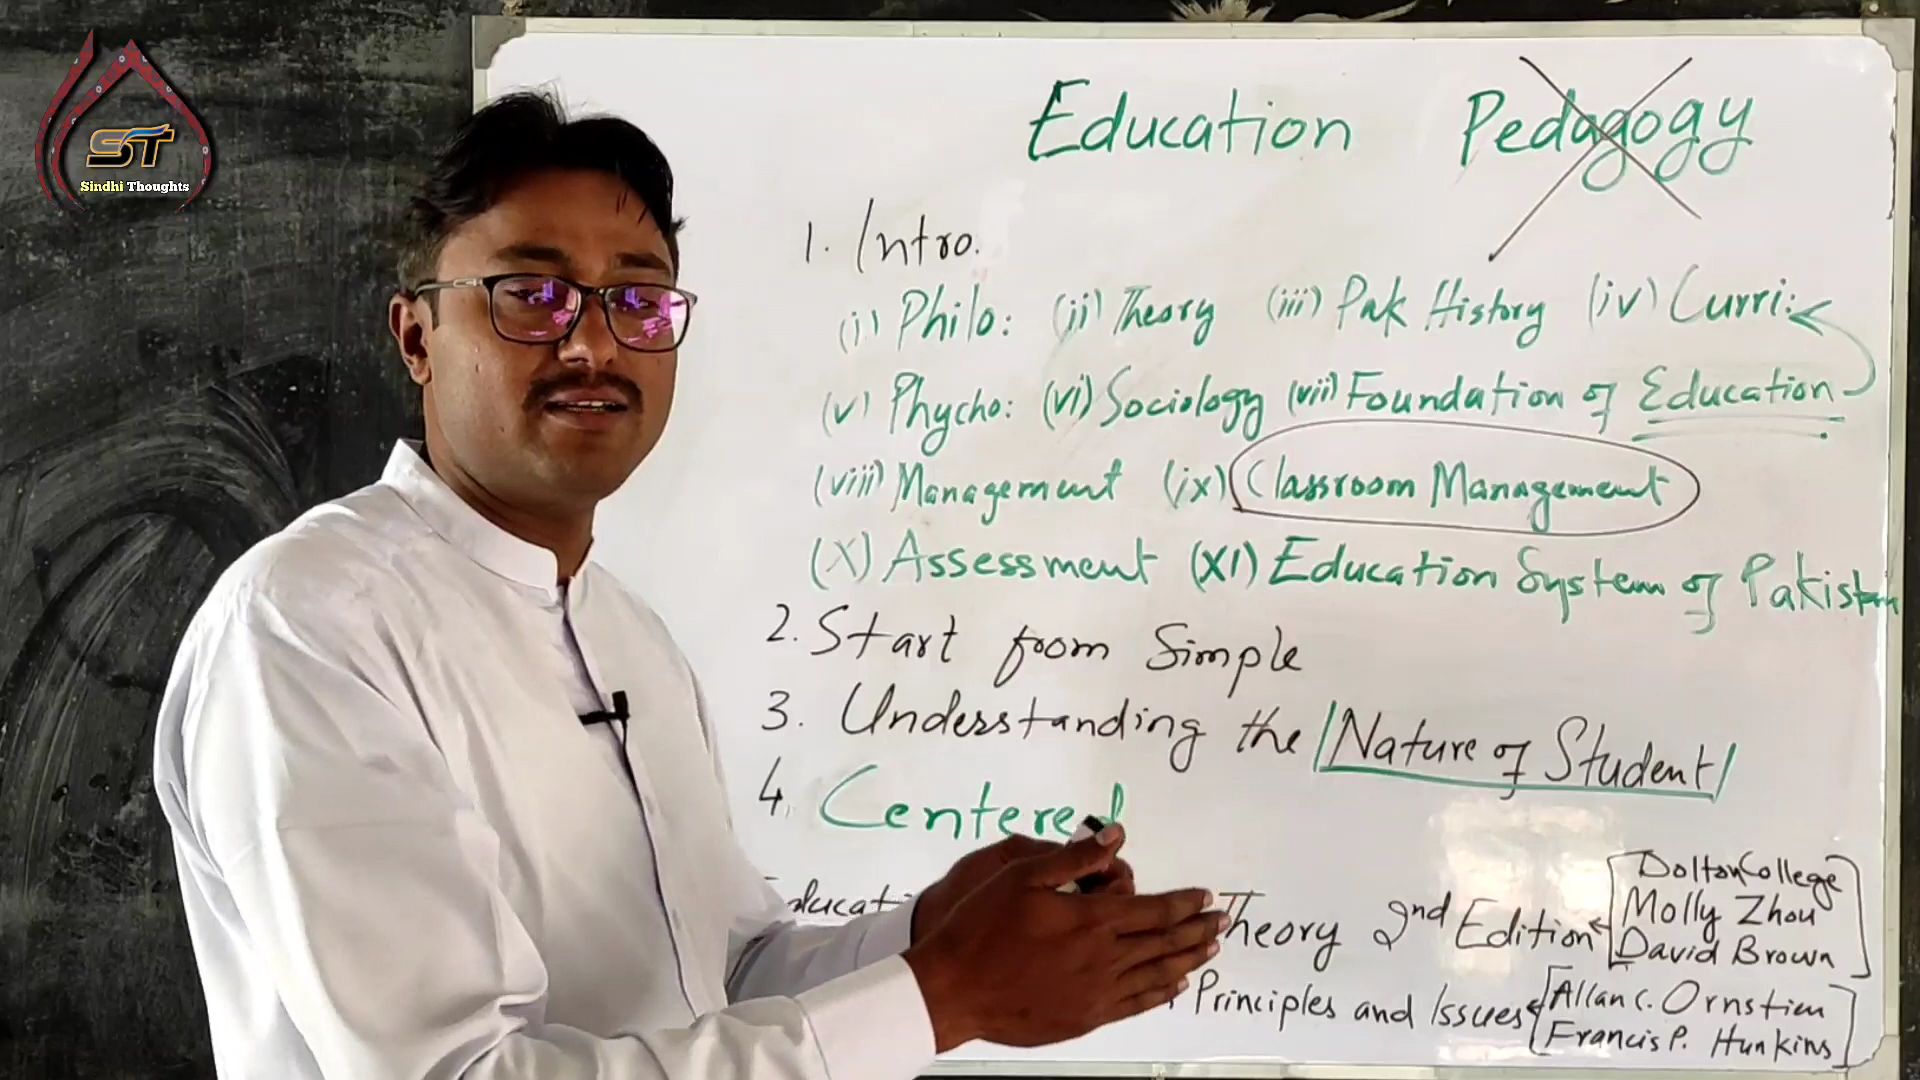 ST
Sindhi Thoughts
Education Pedagogy
1. Intro.
(i) Philo: (ii) Theory (iii) Pak History (iv) Curri:
(v) Phycho: (vi) Sociology (vii) Foundation of Education
(viii) Management (ix) Classroom Management
(X) Assessment (XI) Education System of Pakistan
2. Start from Simple
3. Understanding the Nature of Student
4. Centered
Theory 2nd Edition
Dolton College
Molly Zhou
David Brown
Principles and Issues
Allan C. Ornstien
Francis P. Hunkins